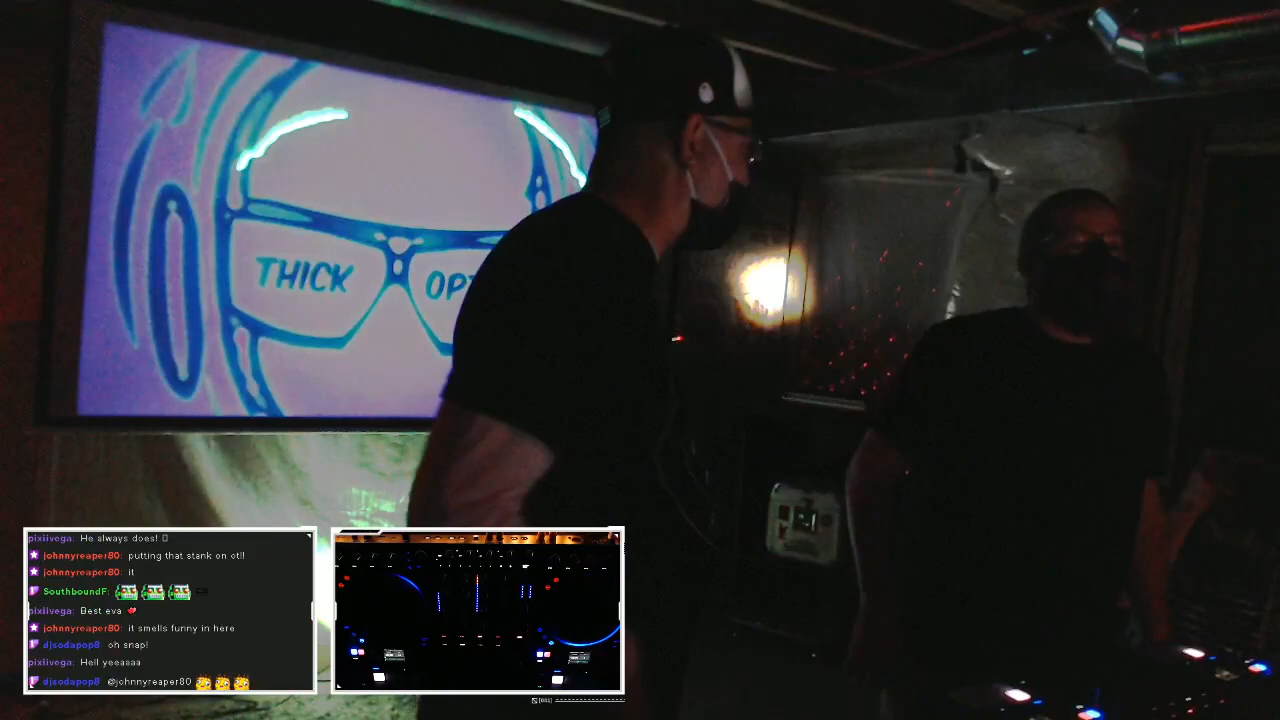 THICK
OPT
pixiivega: He always does!
johnnyreaper80: putting that stank on otll
johnnyreaper80: it
SouthboundF:
pixiivega: Best eva
johnnyreaper80: it smells funny in here
djsodapop8 oh snap!
pixiivega: Hell yeeaaaa
djsodapop8 @johnnyreaper80